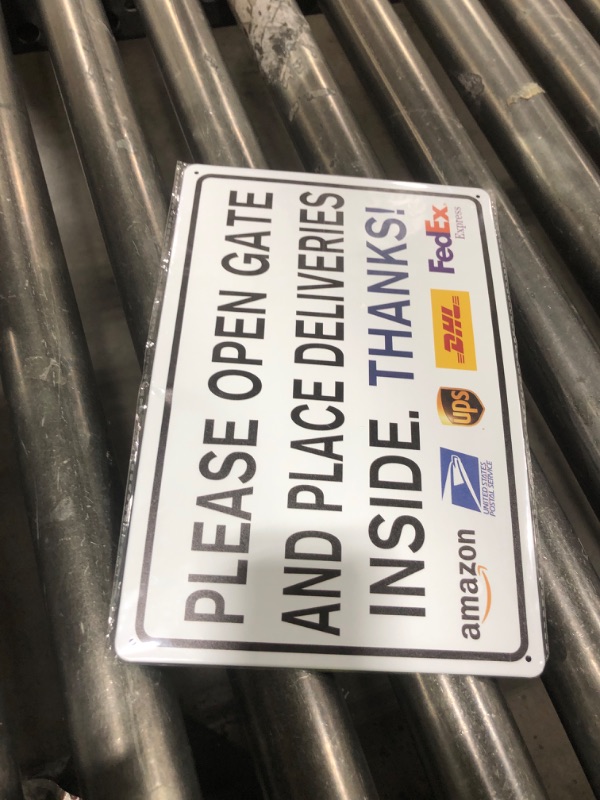 PLEASE OPEN GATE
AND PLACE DELIVERIES
INSIDE. THANKS!
amazon UNITED STATES POSTAL SERVICE ups DHL FedEx Express